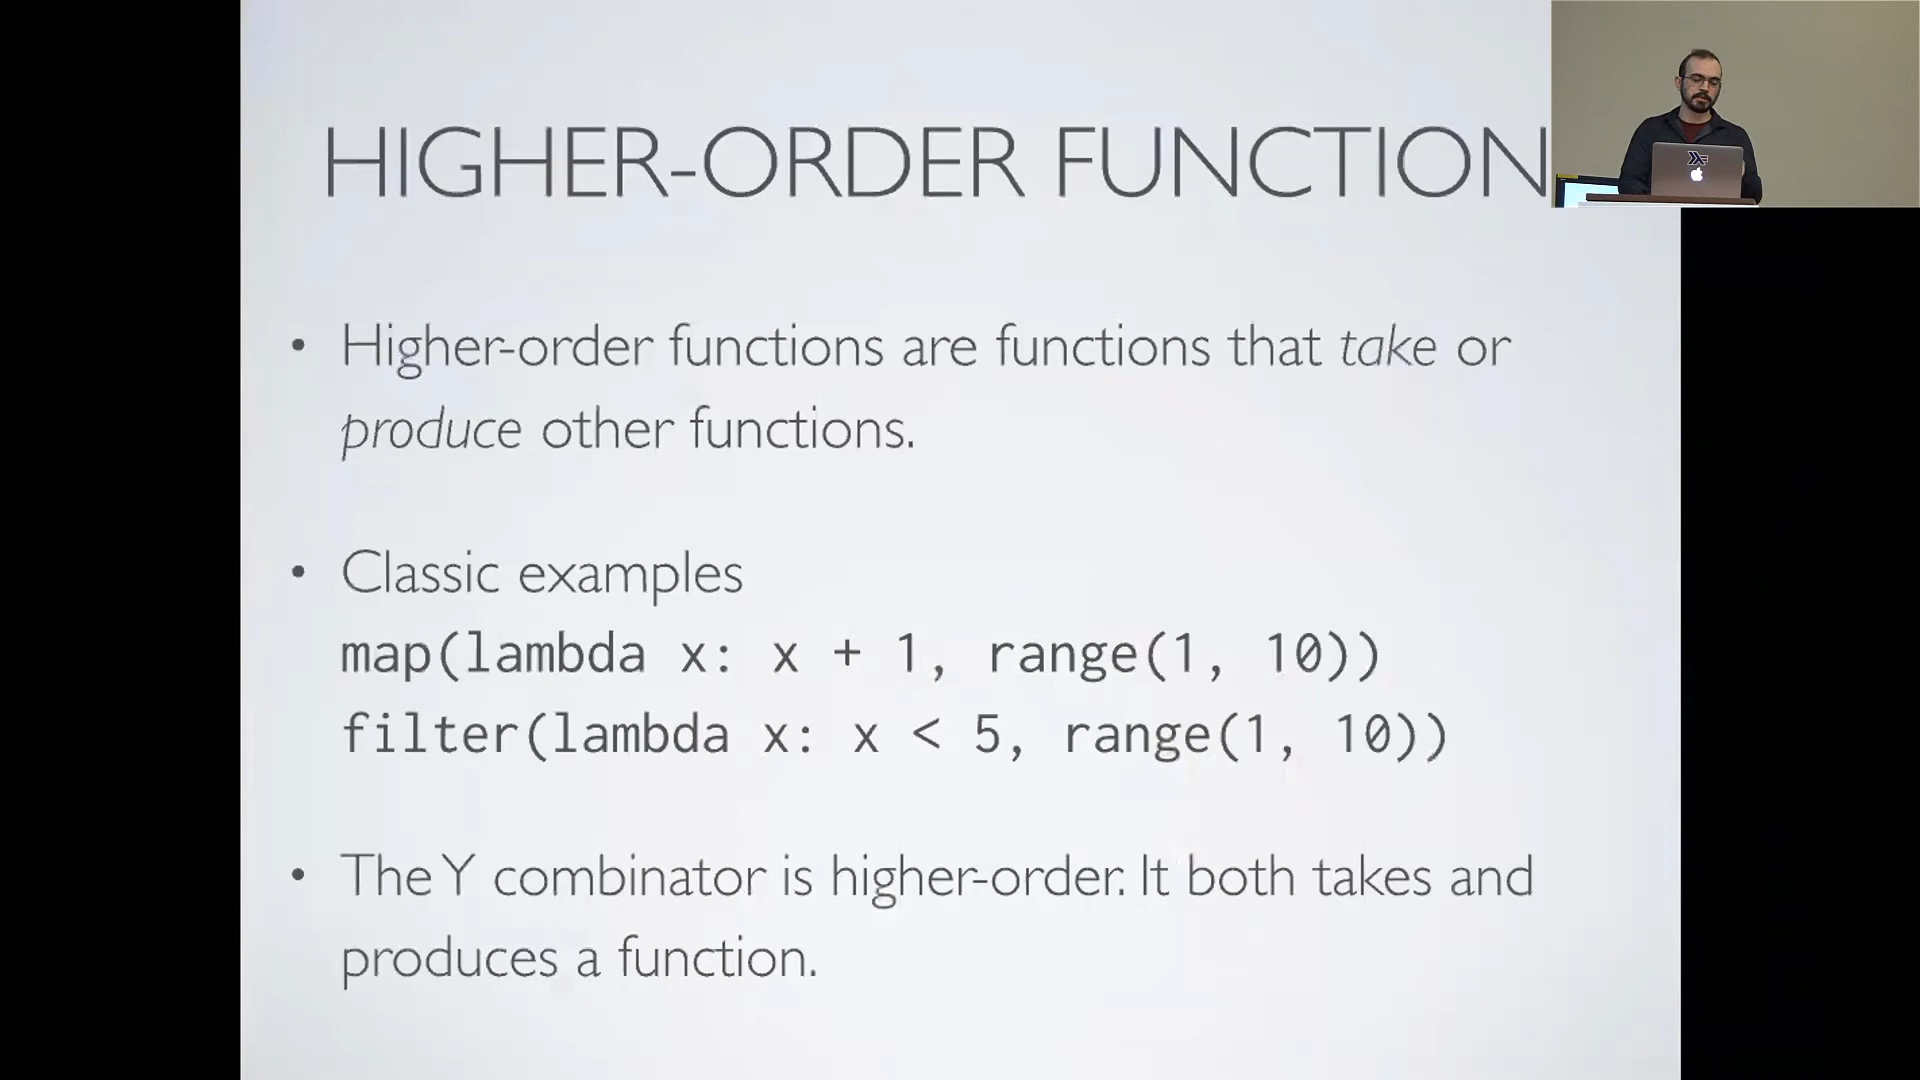 HIGHER-ORDER FUNCTION
• Higher-order functions are functions that take or
produce other functions.
• Classic examples
map(lambda x: x + 1, range(1, 10))
filter(lambda x: x < 5, range(1, 10))
• The Y combinator is higher-order. It both takes and
produces a function.